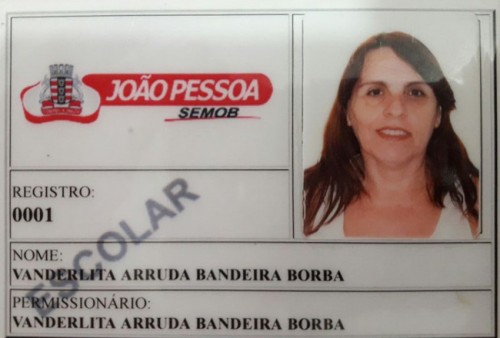 JOÃO PESSOA
SEMOB
REGISTRO:
0001
ESCOLAR
NOME:
VANDERLITA ARRUDA BANDEIRA BORBA
PERMISSIONÁRIO:
VANDERLITA ARRUDA BANDEIRA BORBA